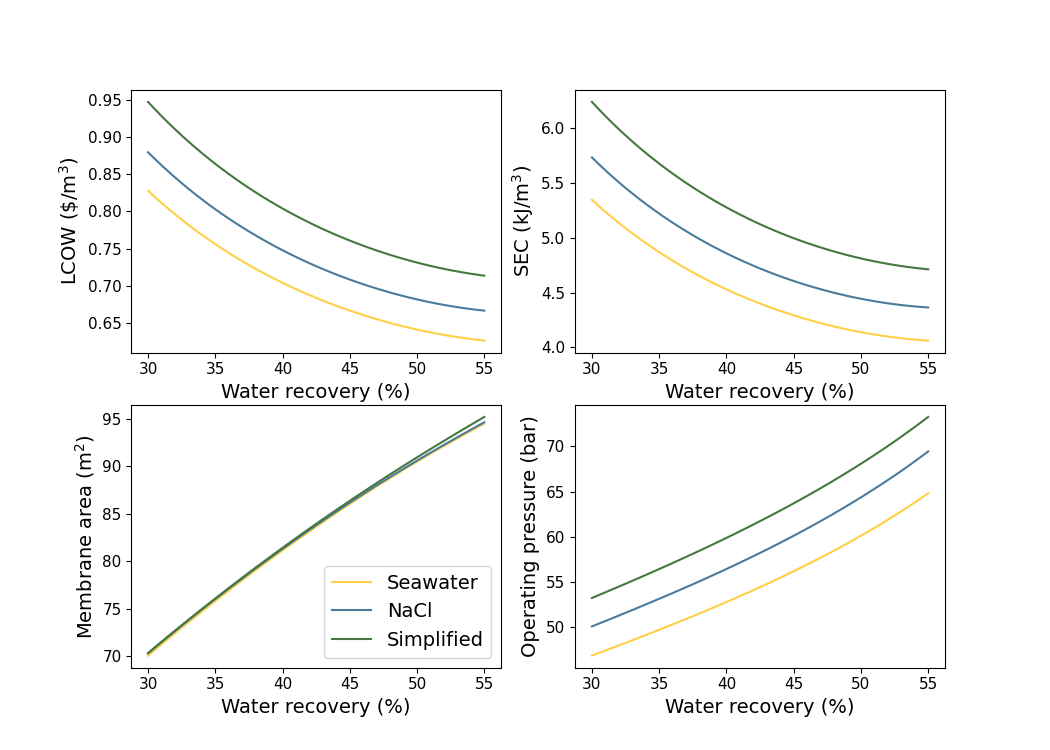 LCOW ($/m³)
0.95
0.90
0.85
0.80
0.75
0.70
0.65
30 35 40 45 50 55
Water recovery (%)
SEC (kJ/m³)
6.0
5.5
5.0
4.5
4.0
30 35 40 45 50 55
Water recovery (%)
Membrane area (m²)
95
90
85
80
75
70
Seawater
NaCl
Simplified
30 35 40 45 50 55
Water recovery (%)
Operating pressure (bar)
70
65
60
55
50
30 35 40 45 50 55
Water recovery (%)